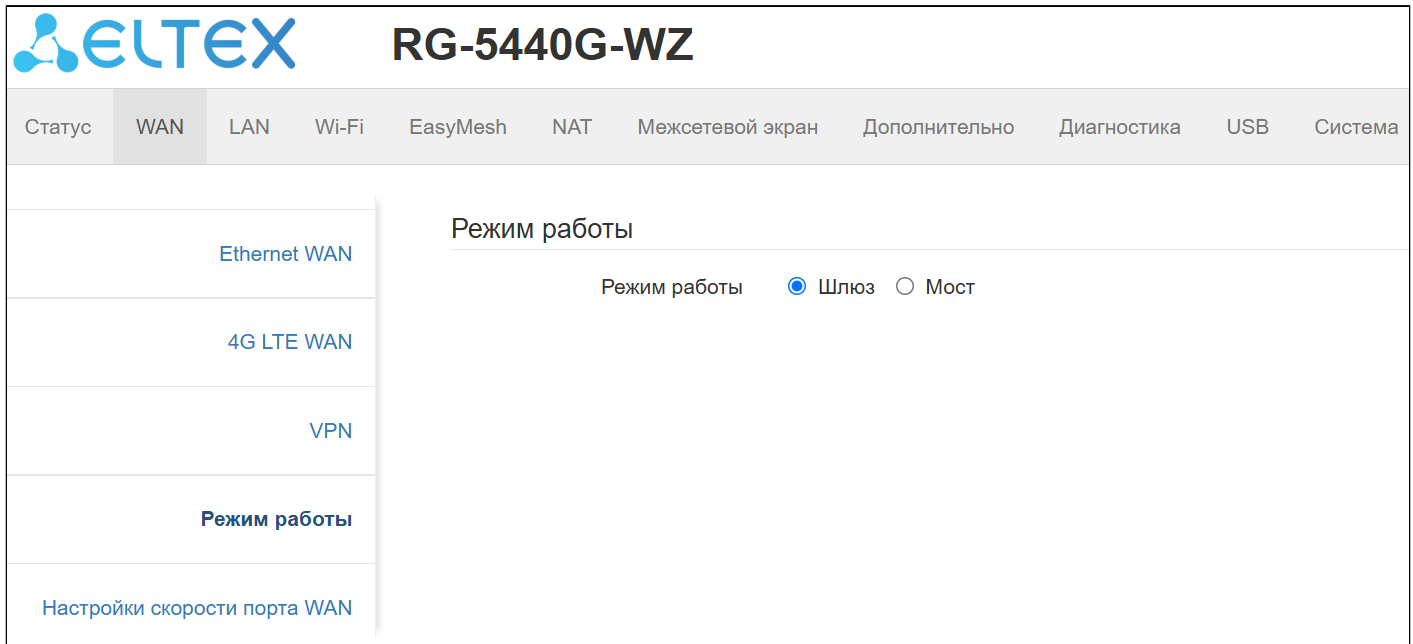 ELTEX RG-5440G-WZ
Статус WAN LAN Wi-Fi EasyMesh NAT Межсетевой экран Дополнительно Диагностика USB Система
Ethernet WAN
4G LTE WAN
VPN
Режим работы
Настройки скорости порта WAN
Режим работы
Режим работы Шлюз Мост